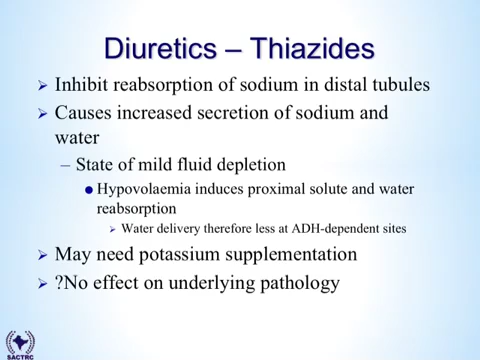 Diuretics – Thiazides
Inhibit reabsorption of sodium in distal tubules
Causes increased secretion of sodium and
water
– State of mild fluid depletion
Hypovolaemia induces proximal solute and water
reabsorption
Water delivery therefore less at ADH-dependent sites
May need potassium supplementation
?No effect on underlying pathology
SACTRC